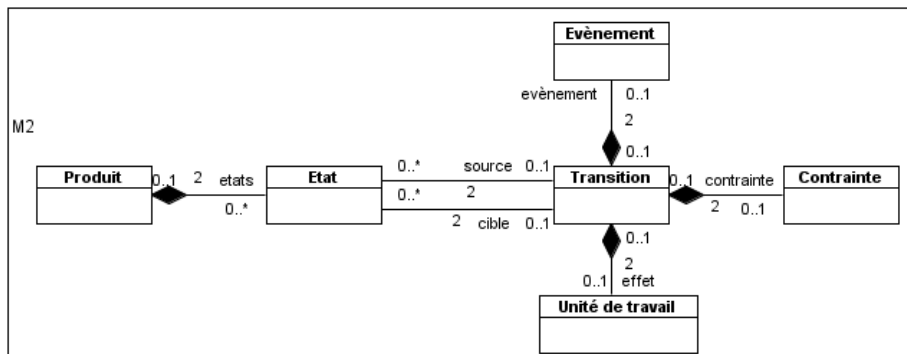 Evènement
evènement 0..1
2
M2
0..1
0..* source 0..1
Produit 0..1 2 etats Etat 0..* 2 Transition 0..1 contrainte Contrainte
0..* 2 0..1
2 cible 0..1
0..1
2
0..1 effet
Unité de travail